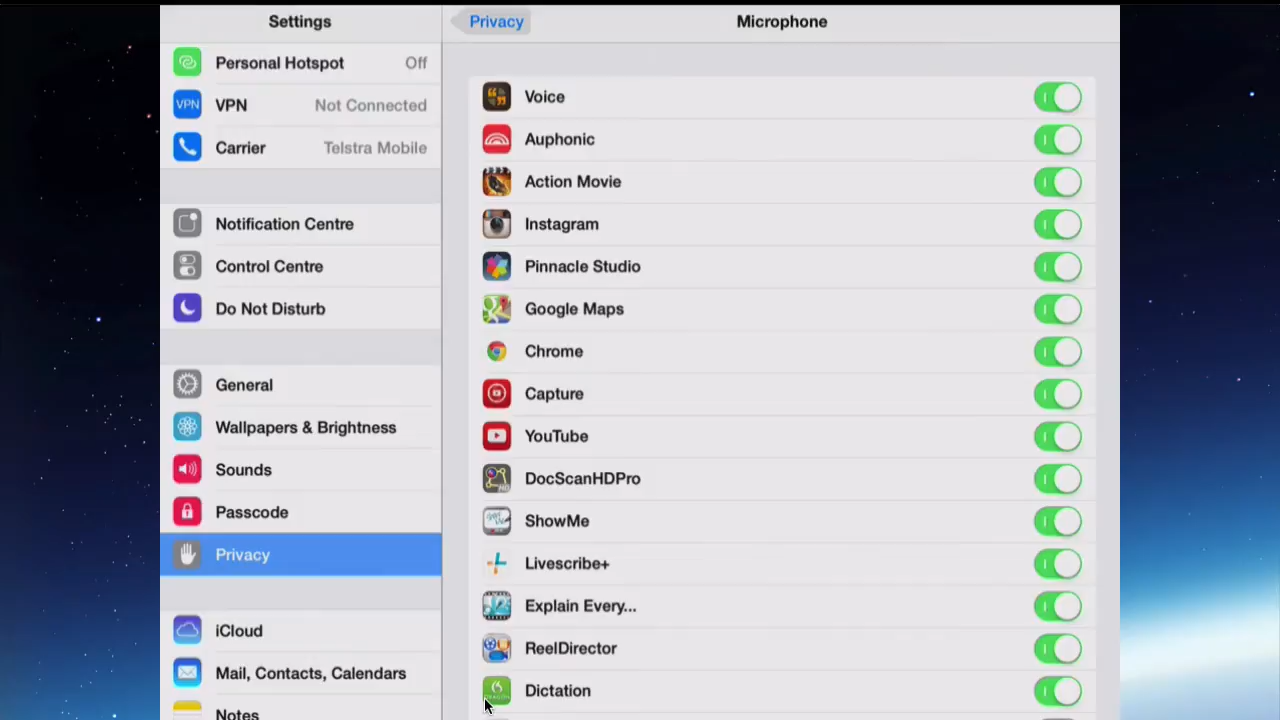 Settings
Personal Hotspot Off
VPN VPN Not Connected
Carrier Telstra Mobile
Notification Centre
Control Centre
Do Not Disturb
General
Wallpapers & Brightness
Sounds
Passcode
Privacy
iCloud
Mail, Contacts, Calendars
Notes
Privacy Microphone
Voice
Auphonic
Action Movie
Instagram
Pinnacle Studio
Google Maps
Chrome
Capture
YouTube
DocScanHDPro
ShowMe
Livescribe+
Explain Every...
ReelDirector
Dictation